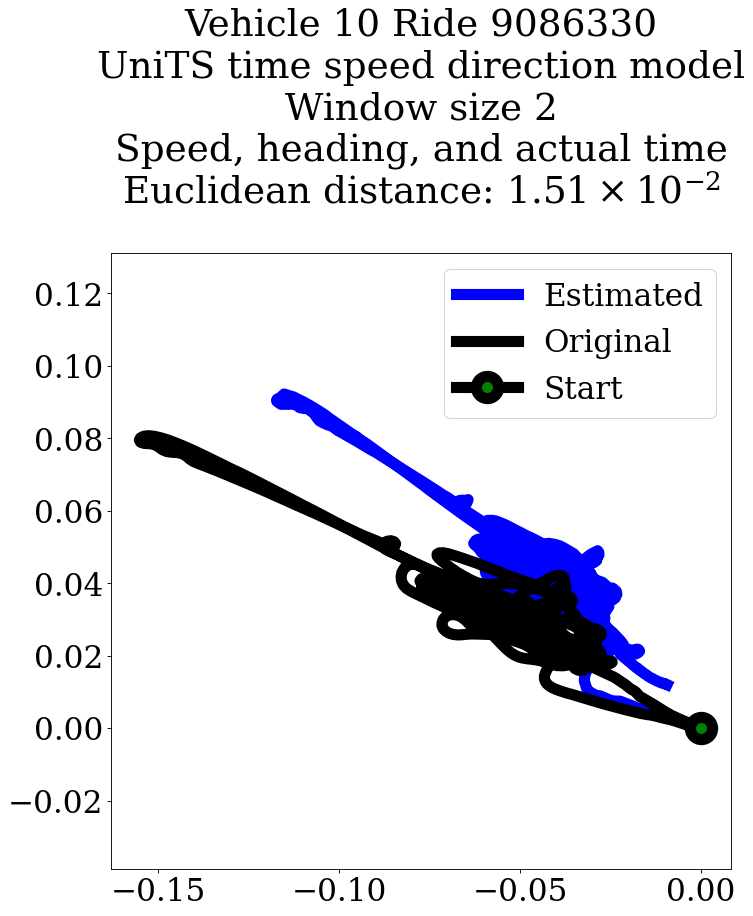 Vehicle 10 Ride 9086330
UniTS time speed direction model
Window size 2
Speed, heading, and actual time
Euclidean distance: 1.51 × 10⁻²
Estimated
Original
Start
0.12
0.10
0.08
0.06
0.04
0.02
0.00
−0.02
−0.15 −0.10 −0.05 0.00